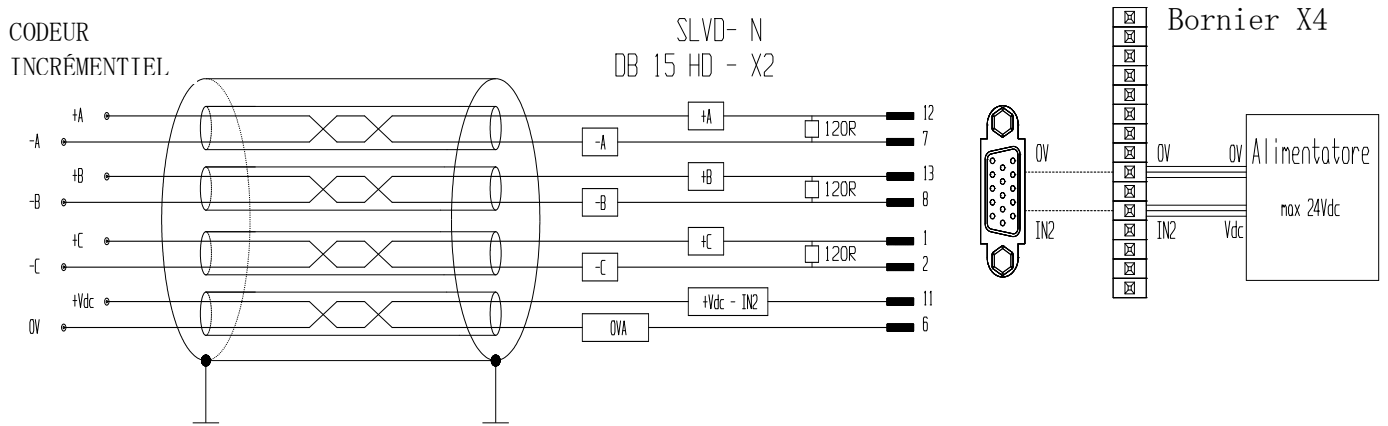 CODEUR
INCRÉMENTIEL
SLVD- N
DB 15 HD - X2
Bornier X4
+A
+A
12
120R
-A
-A
7
+B
+B
13
120R
-B
-B
8
+C
+C
1
120R
-C
-C
2
+Vdc
+Vdc - IN2
11
0V
0VA
6
0V
0V
0V
Alimentatore
max 24Vdc
IN2
IN2
Vdc